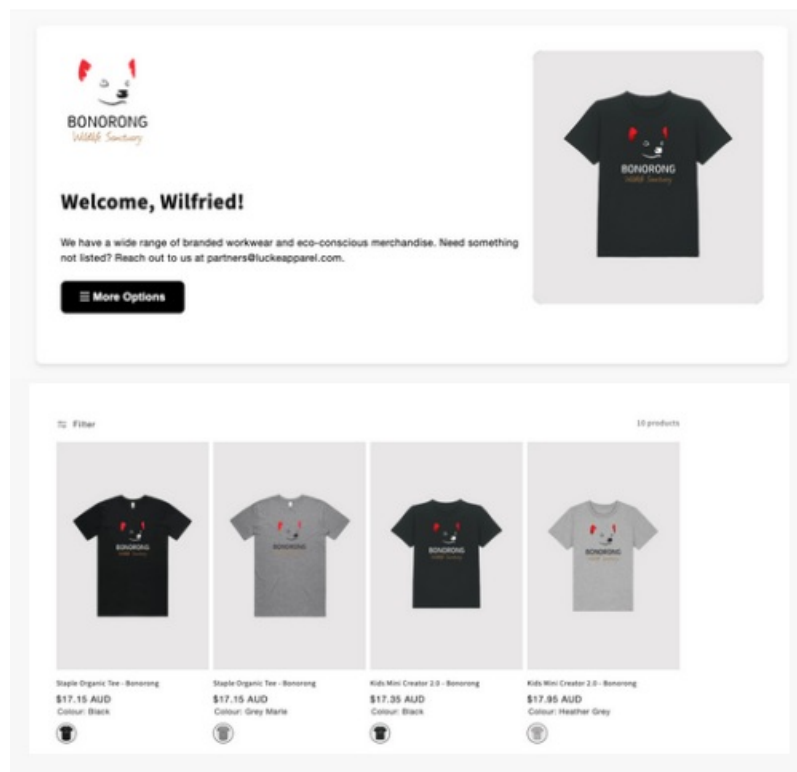 BONORONG
Wildlife Sanctuary
BONORONG
Wildlife Sanctuary
Welcome, Wilfried!
We have a wide range of branded workwear and eco-conscious merchandise. Need something
not listed? Reach out to us at partners@luckeapparel.com.
More Options
Filter
10 products
BONORONG
BONORONG
BONORONG
BONORONG
Staple Organic Tee - Bonorong
$17.15 AUD
Colour: Black
Staple Organic Tee - Bonorong
$17.15 AUD
Colour: Grey Marle
Kids Mini Creator 2.0 - Bonorong
$17.35 AUD
Colour: Black
Kids Mini Creator 2.0 - Bonorong
$17.95 AUD
Colour: Heather Grey